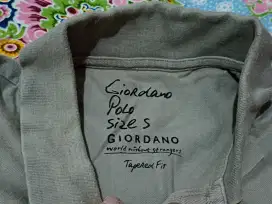 Giordano
Polo
Size S
GIORDANO
world without strangers
Tapered Fit